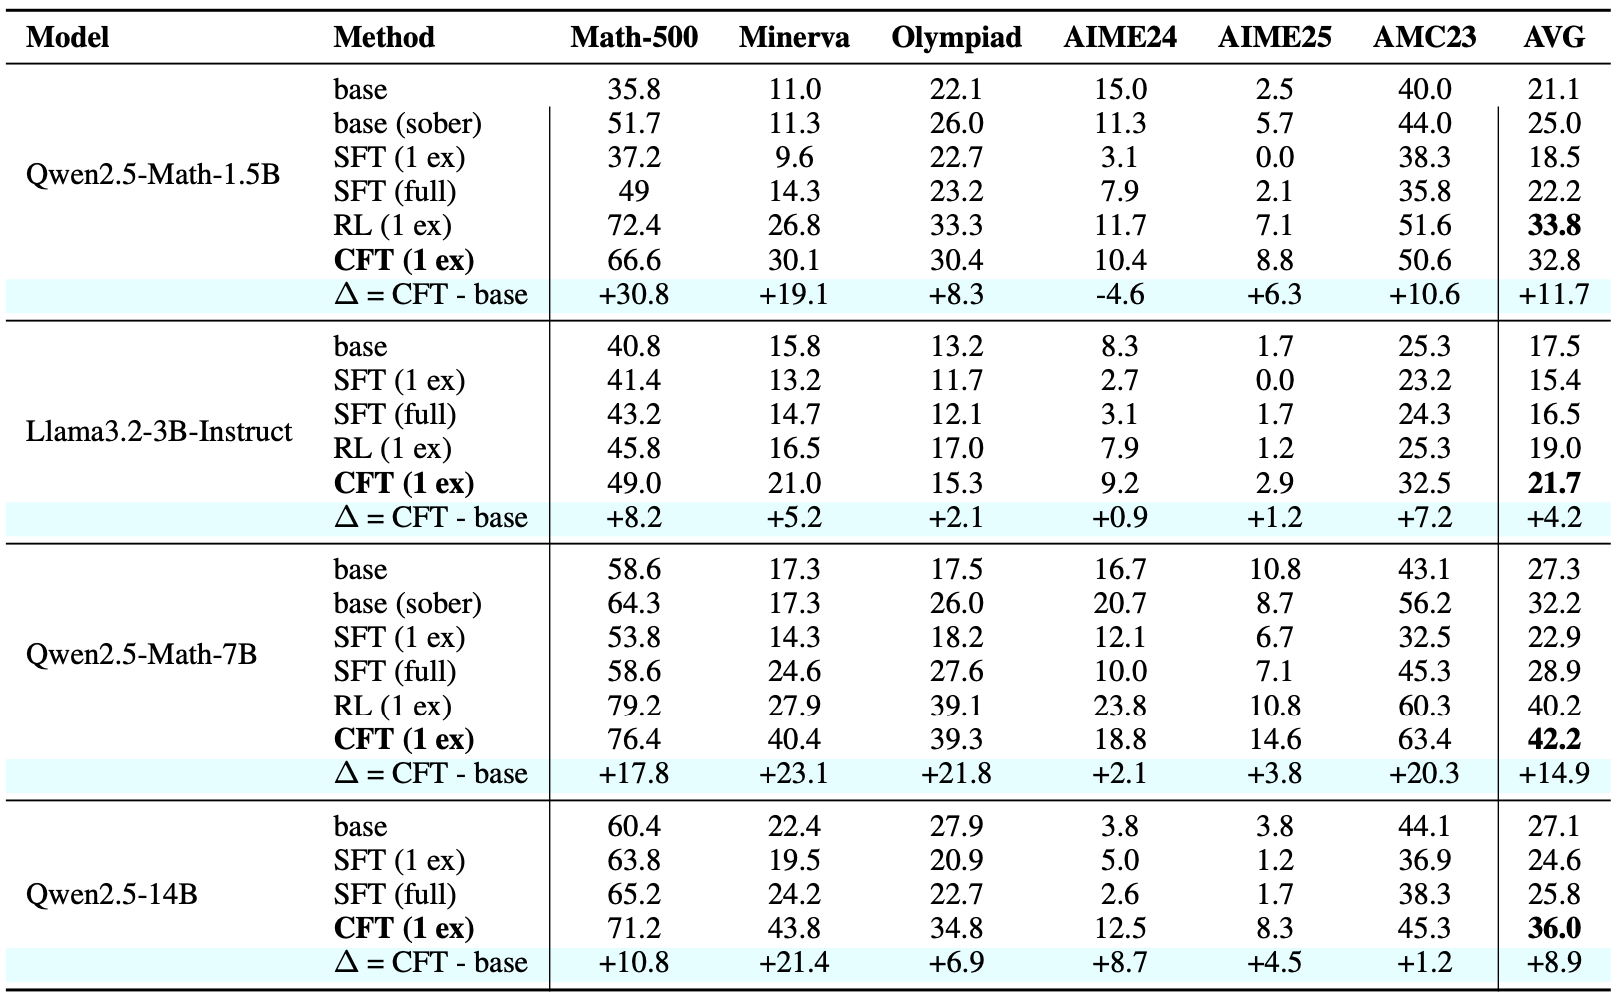 Model Method Math-500 Minerva Olympiad AIME24 AIME25 AMC23 AVG
base 35.8 11.0 22.1 15.0 2.5 40.0 21.1
base (sober) 51.7 11.3 26.0 11.3 5.7 44.0 25.0
SFT (1 ex) 37.2 9.6 22.7 3.1 0.0 38.3 18.5
Qwen2.5-Math-1.5B
SFT (full) 49 14.3 23.2 7.9 2.1 35.8 22.2
RL (1 ex) 72.4 26.8 33.3 11.7 7.1 51.6 33.8
CFT (1 ex) 66.6 30.1 30.4 10.4 8.8 50.6 32.8
Δ = CFT - base +30.8 +19.1 +8.3 -4.6 +6.3 +10.6 +11.7
base 40.8 15.8 13.2 8.3 1.7 25.3 17.5
SFT (1 ex) 41.4 13.2 11.7 2.7 0.0 23.2 15.4
SFT (full) 43.2 14.7 12.1 3.1 1.7 24.3 16.5
Llama3.2-3B-Instruct
RL (1 ex) 45.8 16.5 17.0 7.9 1.2 25.3 19.0
CFT (1 ex) 49.0 21.0 15.3 9.2 2.9 32.5 21.7
Δ = CFT - base +8.2 +5.2 +2.1 +0.9 +1.2 +7.2 +4.2
base 58.6 17.3 17.5 16.7 10.8 43.1 27.3
base (sober) 64.3 17.3 26.0 20.7 8.7 56.2 32.2
SFT (1 ex) 53.8 14.3 18.2 12.1 6.7 32.5 22.9
Qwen2.5-Math-7B
SFT (full) 58.6 24.6 27.6 10.0 7.1 45.3 28.9
RL (1 ex) 79.2 27.9 39.1 23.8 10.8 60.3 40.2
CFT (1 ex) 76.4 40.4 39.3 18.8 14.6 63.4 42.2
Δ = CFT - base +17.8 +23.1 +21.8 +2.1 +3.8 +20.3 +14.9
base 60.4 22.4 27.9 3.8 3.8 44.1 27.1
SFT (1 ex) 63.8 19.5 20.9 5.0 1.2 36.9 24.6
Qwen2.5-14B SFT (full) 65.2 24.2 22.7 2.6 1.7 38.3 25.8
CFT (1 ex) 71.2 43.8 34.8 12.5 8.3 45.3 36.0
Δ = CFT - base +10.8 +21.4 +6.9 +8.7 +4.5 +1.2 +8.9